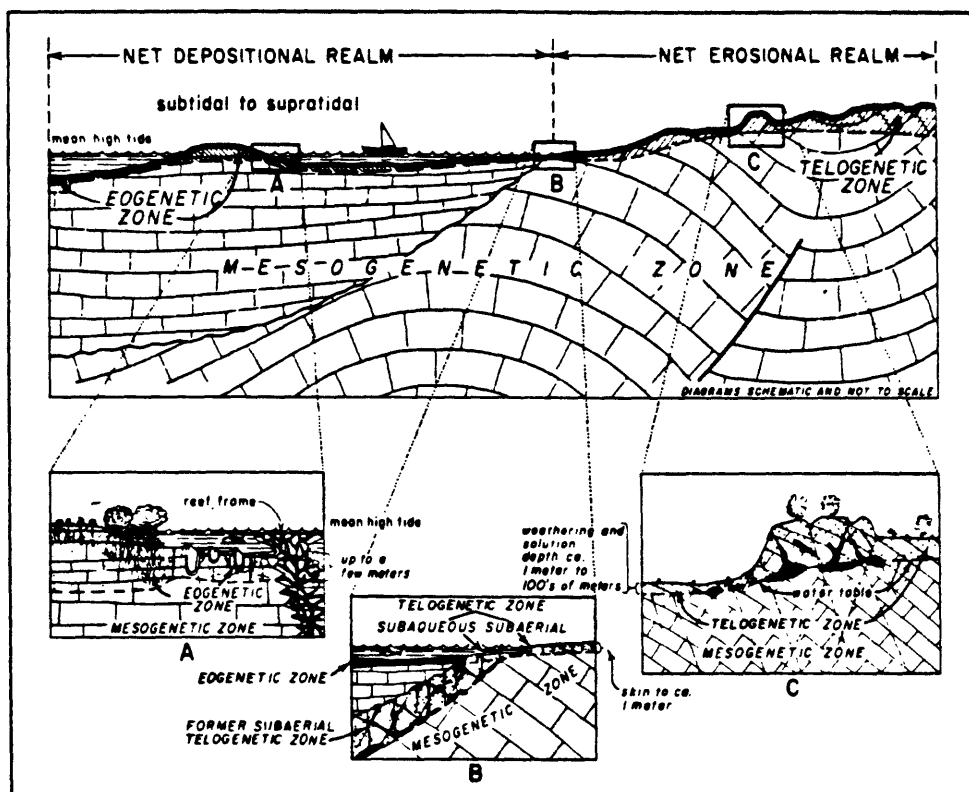 NET DEPOSITIONAL REALM
NET EROSIONAL REALM
subtidal to supratidal
mean high tide
A
B
C
EOGENETIC
ZONE
TELOGENETIC
ZONE
MESOGENETIC ZONE
DIAGRAMS SCHEMATIC AND NOT TO SCALE
reef frame
mean high tide
up to a
few meters
EOGENETIC
ZONE
MESOGENETIC ZONE
A
TELOGENETIC ZONE
SUBAQUEOUS SUBAERIAL
EOGENETIC ZONE
FORMER SUBAERIAL
TELOGENETIC ZONE
MESOGENETIC ZONE
skin to ca.
1 meter
B
weathering and
solution
depth ca.
1 meter to
100's of meters
water table
TELOGENETIC ZONE
MESOGENETIC ZONE
C